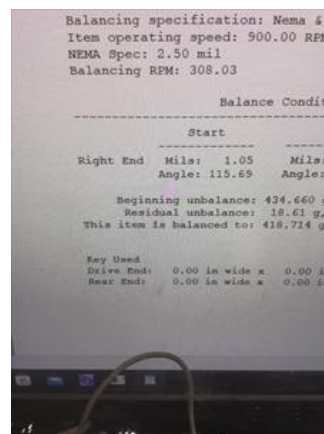 Balancing specification: Nema &
Item operating speed: 900.00 RPM
NEMA Spec: 2.50 mil
Balancing RPM: 308.03
Balance Condit
Start
Right End Mils: 1.05 Mils:
Angle: 115.69 Angle:
Beginning unbalance: 434.660 g
Residual unbalance: 18.61 g
This item is balanced to: 418.714 g
Key Used
Drive End: 0.00 in wide x 0.00 i
Rear End: 0.00 in wide x 0.00 i